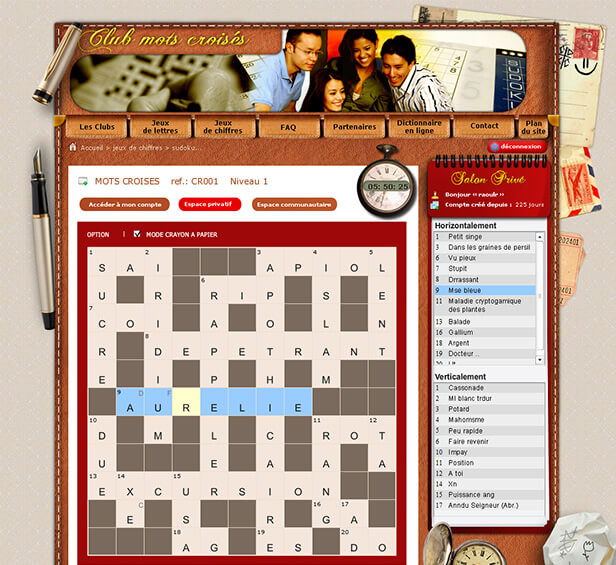 Club mots croisés
SUDOKU
Les Clubs
Jeux
de lettres
Jeux
de chiffres
FAQ
Partenaires
Dictionnaire
en ligne
Contact
Plan
du site
Accueil > jeux de chiffres > sudoku...
déconnexion
MOTS CROISES ref.: CR001 Niveau 1
05: 50: 25
Accéder à mon compte
Espace privatif
Espace communautaire
Salon Privé
Bonjour « raoulr »
Compte créé depuis : 225 jours
OPTION | MODE CRAYON A PAPIER
1 2 3 4 5
S A I A P I O L
6
U R R I P S E
7
C O I A O L N
8
R D E P E T R A N T
E I P H M
9 D F
A U R E L I E
10 11 12
D M L C R O T
U E A A
13 14 15
E X C U R S I O N
C 16 17
E S R G A
18 19 20
A G E S D O
Horizontalement
1 Petit singe
3 Dans les graines de persil
6 Vu pieux
7 Stupit
8 Drrassant
9 Mse bleue
11 Maladie cryptogamique
des plantes
13 Balade
16 Gallium
18 Argent
19 Docteur ..
Verticalement
1 Cassonade
2 Ml blanc trdur
3 Potard
4 Mahomsme
5 Peu rapide
6 Faire revenir
10 Impay
11 Position
12 A toi
14 Xn
15 Puissance ang
17 Anndu Seigneur (Abr.)
202401